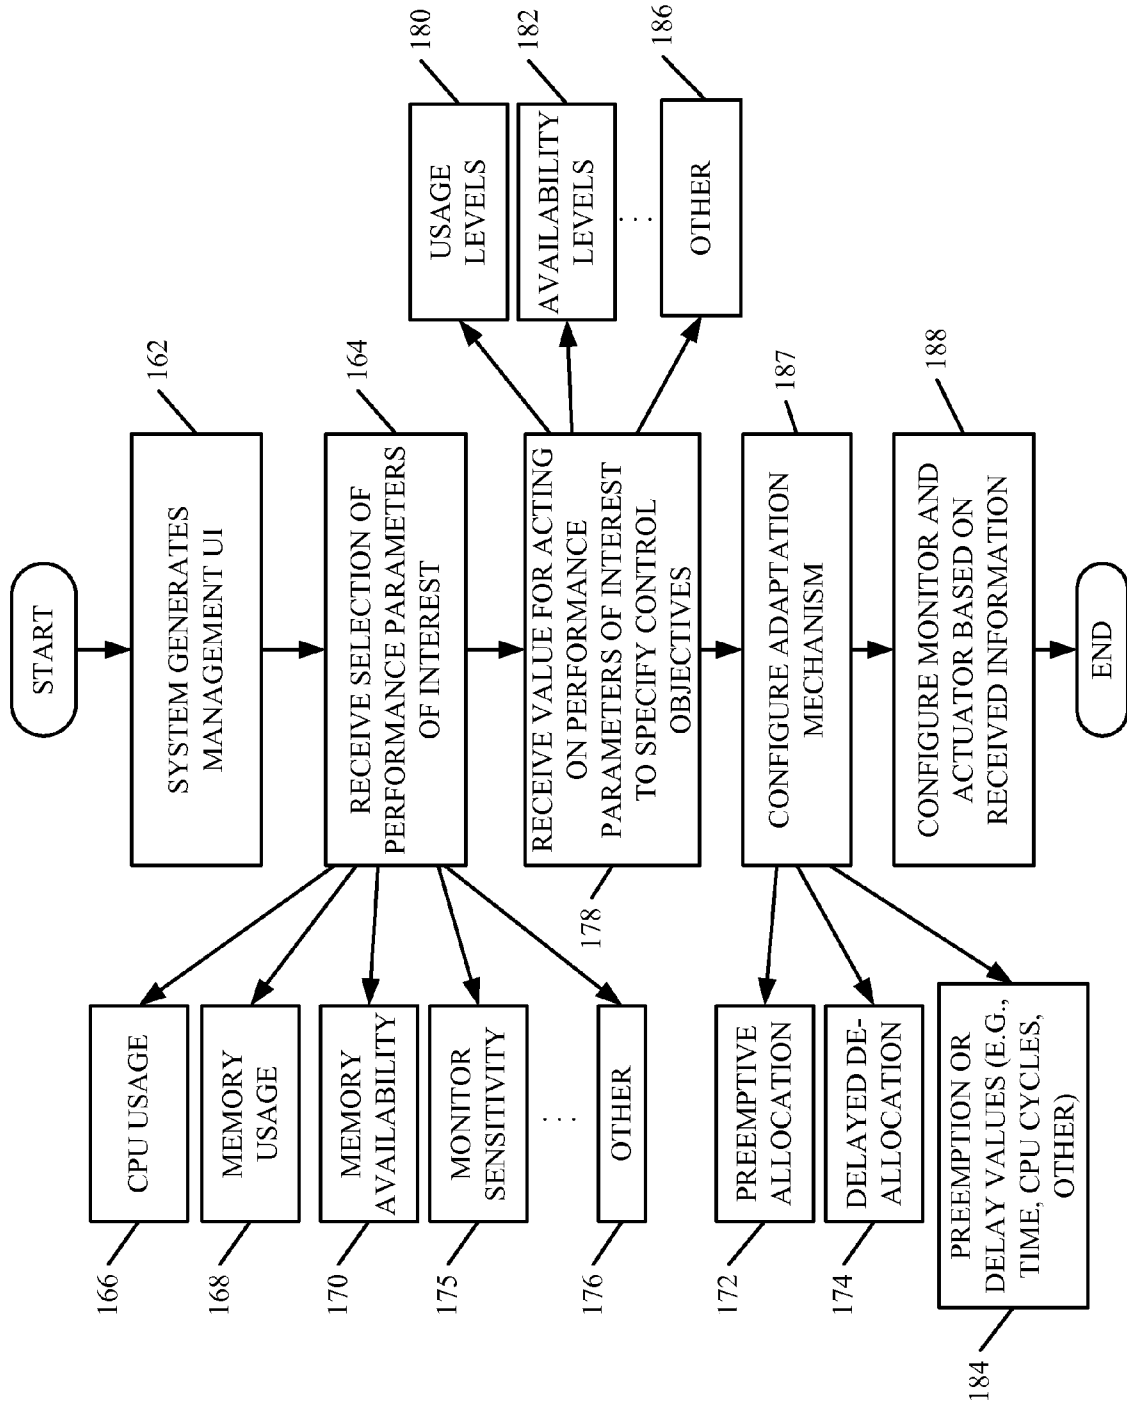 START
SYSTEM GENERATES
MANAGEMENT UI
162
RECEIVE SELECTION OF
PERFORMANCE PARAMETERS
OF INTEREST
164
CPU USAGE
166
MEMORY
USAGE
168
MEMORY
AVAILABILITY
170
MONITOR
SENSITIVITY
175
. . .
OTHER
176
RECEIVE VALUE FOR ACTING
ON PERFORMANCE
PARAMETERS OF INTEREST
TO SPECIFY CONTROL
OBJECTIVES
178
USAGE
LEVELS
180
AVAILABILITY
LEVELS
182
. . .
OTHER
186
CONFIGURE ADAPTATION
MECHANISM
187
PREEMPTIVE
ALLOCATION
172
DELAYED DE-
ALLOCATION
174
PREEMPTION OR
DELAY VALUES (E.G.,
TIME, CPU CYCLES,
OTHER)
184
CONFIGURE MONITOR AND
ACTUATOR BASED ON
RECEIVED INFORMATION
188
END